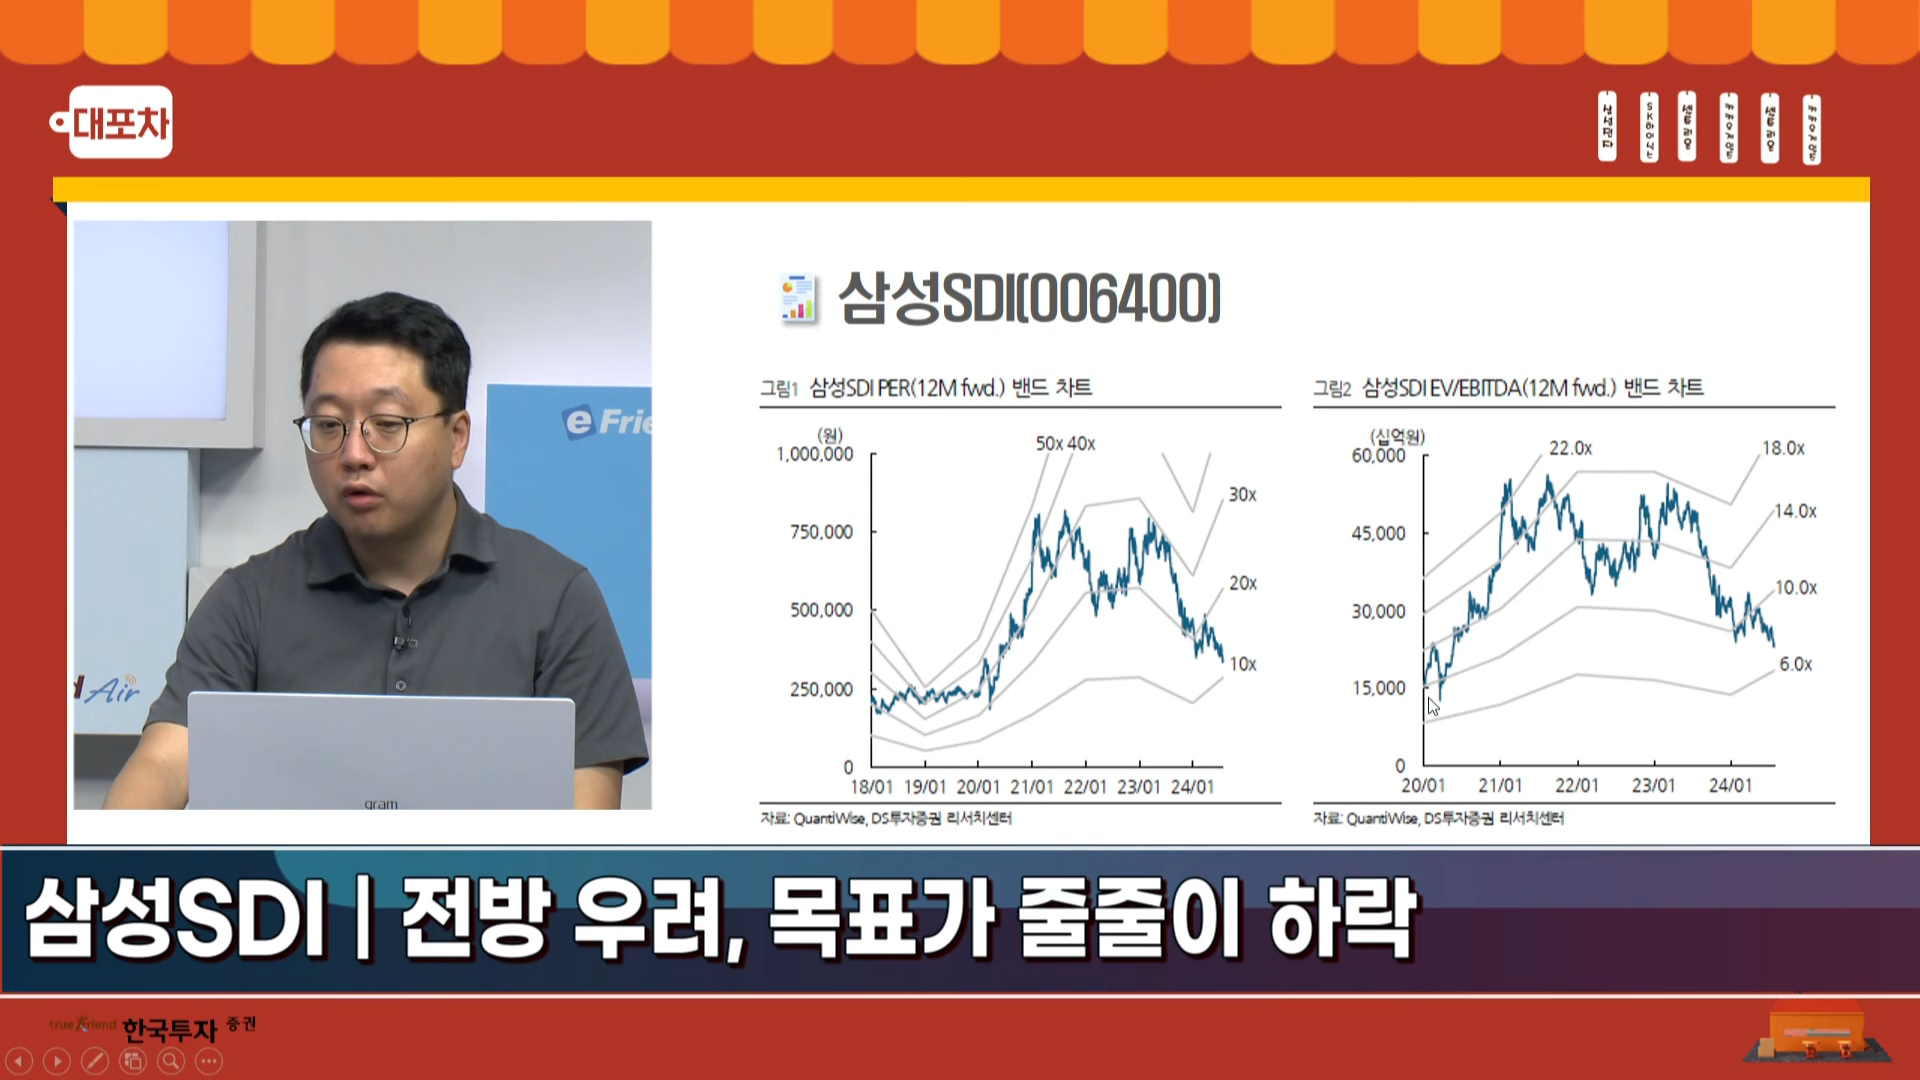 대포차
e Frie
Air
gram
삼성SDI(006400)
그림1 삼성SDI PER(12M fwd.) 밴드 차트
(원)
1,000,000
750,000
500,000
250,000
0
50x 40x
30x
20x
10x
18/01 19/01 20/01 21/01 22/01 23/01 24/01
자료: QuantiWise, DS투자증권 리서치센터
그림2 삼성SDI EV/EBITDA(12M fwd.) 밴드 차트
(십억원)
60,000
45,000
30,000
15,000
0
22.0x
18.0x
14.0x
10.0x
6.0x
20/01 21/01 22/01 23/01 24/01
자료: QuantiWise, DS투자증권 리서치센터
삼성SDI | 전방 우려, 목표가 줄줄이 하락
true friend 한국투자 증권